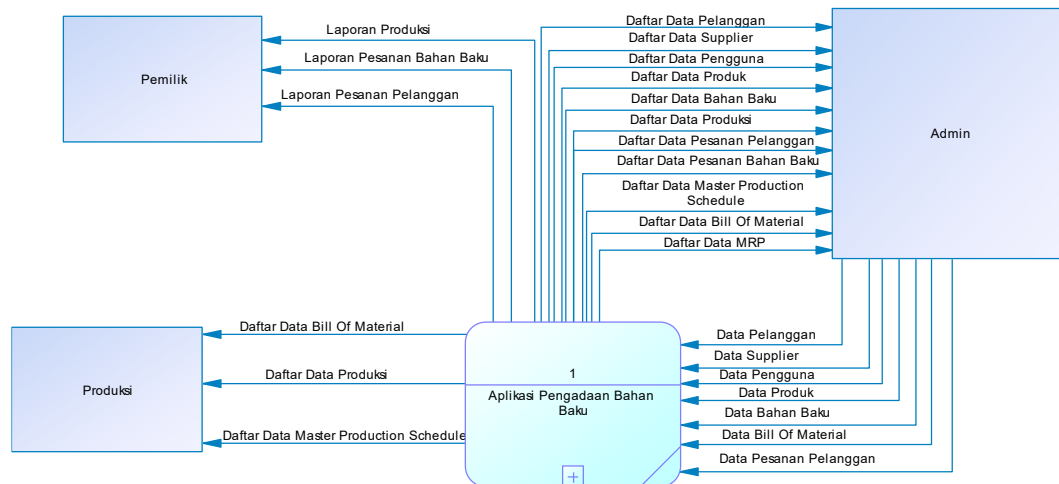 Pemilik
Laporan Produksi
Laporan Pesanan Bahan Baku
Laporan Pesanan Pelanggan
Daftar Data Pelanggan
Daftar Data Supplier
Daftar Data Pengguna
Daftar Data Produk
Daftar Data Bahan Baku
Daftar Data Produksi
Daftar Data Pesanan Pelanggan
Daftar Data Pesanan Bahan Baku
Daftar Data Master Production
Schedule
Daftar Data Bill Of Material
Daftar Data MRP
Admin
Produksi
Daftar Data Bill Of Material
Daftar Data Produksi
Daftar Data Master Production Schedule
1
Aplikasi Pengadaan Bahan
Baku
Data Pelanggan
Data Supplier
Data Pengguna
Data Produk
Data Bahan Baku
Data Bill Of Material
Data Pesanan Pelanggan